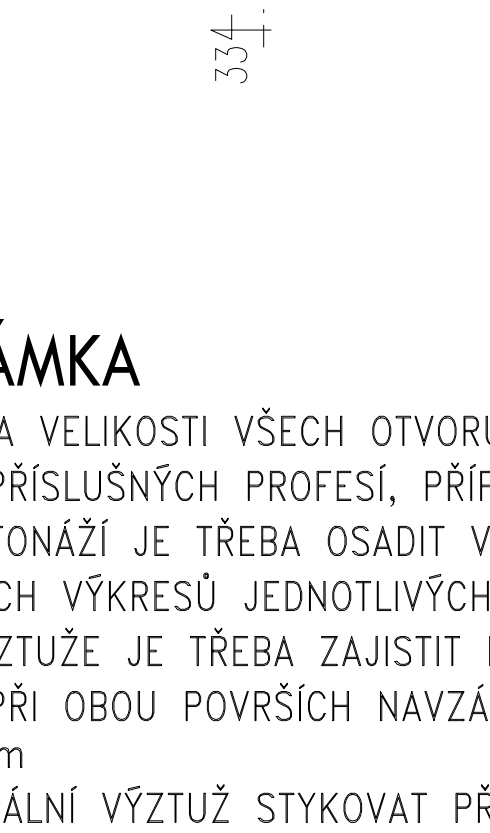 334
ÁMKA
A VELIKOSTI VŠECH OTVORU
PŘÍSLUŠNÝCH PROFESÍ, PŘÍP
TONÁŽÍ JE TŘEBA OSADIT V
CH VÝKRESŮ JEDNOTLIVÝCH
ZTUŽE JE TŘEBA ZAJISTIT
PŘI OBOU POVRŠÍCH NAVZÁ
m
ÁLNÍ VÝZTUŽ STYKOVAT PŘ